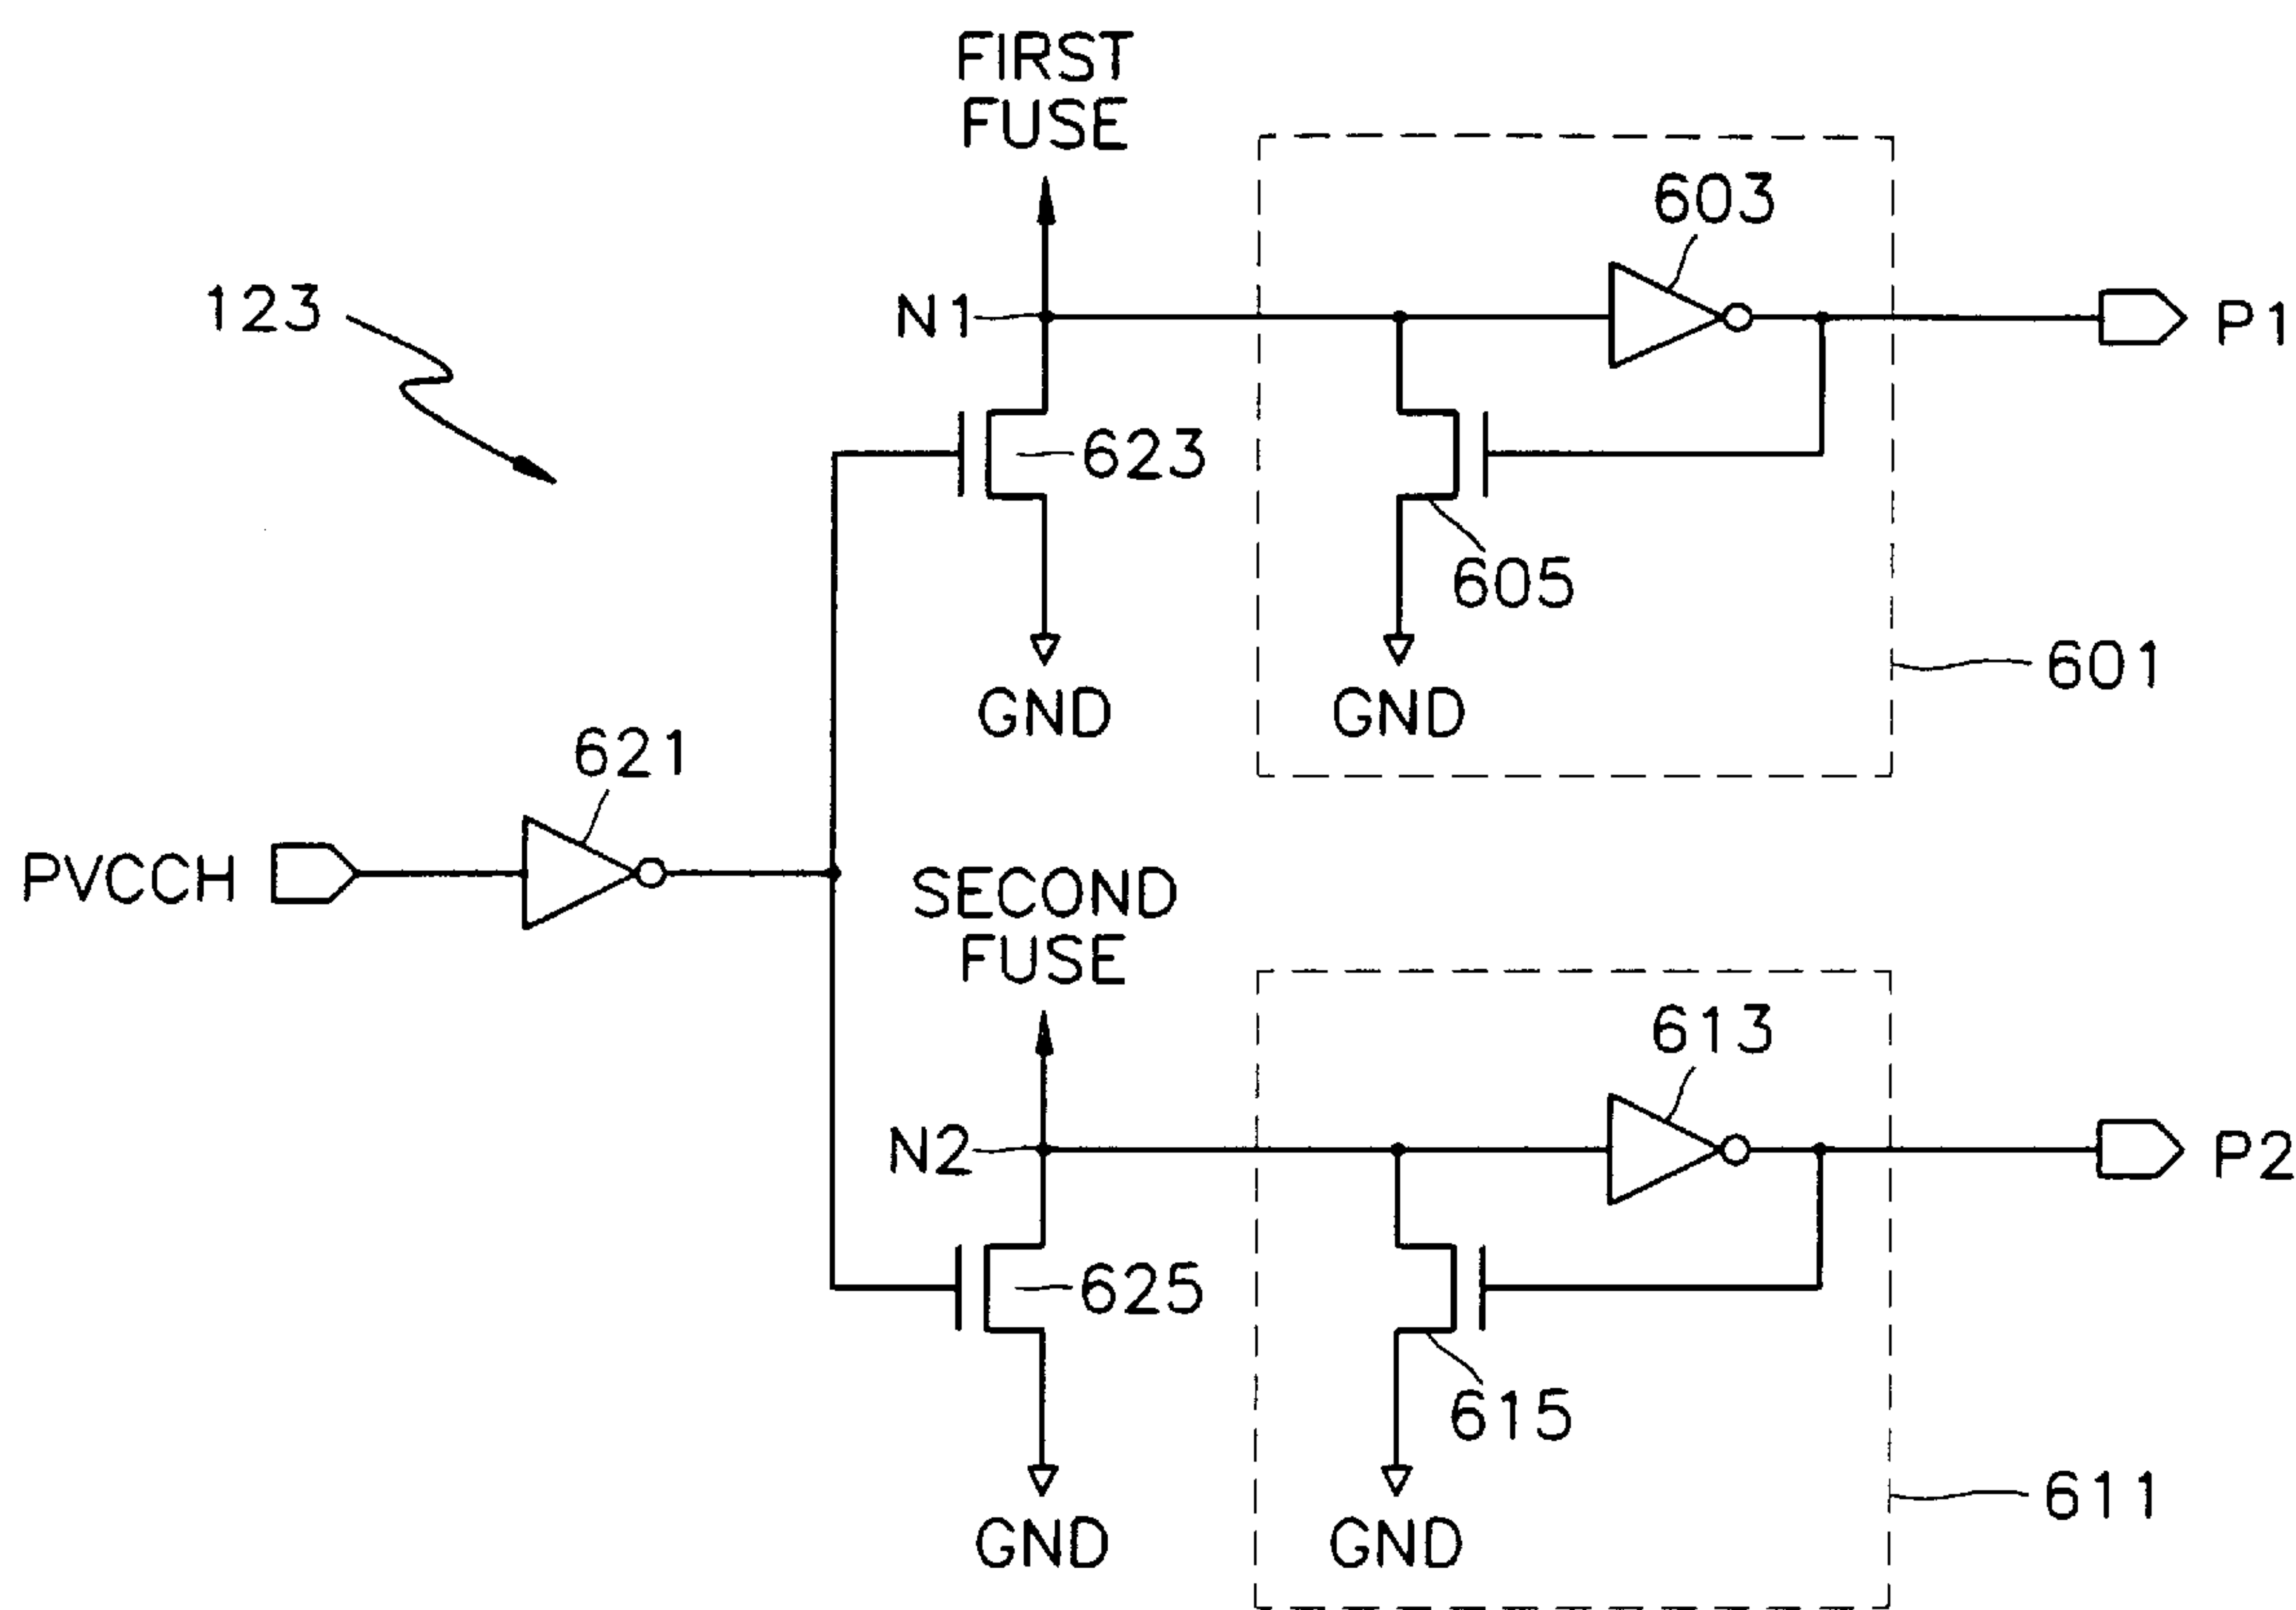 FIRST
FUSE
603
123
N1
P1
623
605
601
GND
GND
621
PVCCH
SECOND
FUSE
613
N2
P2
625
615
611
GND
GND